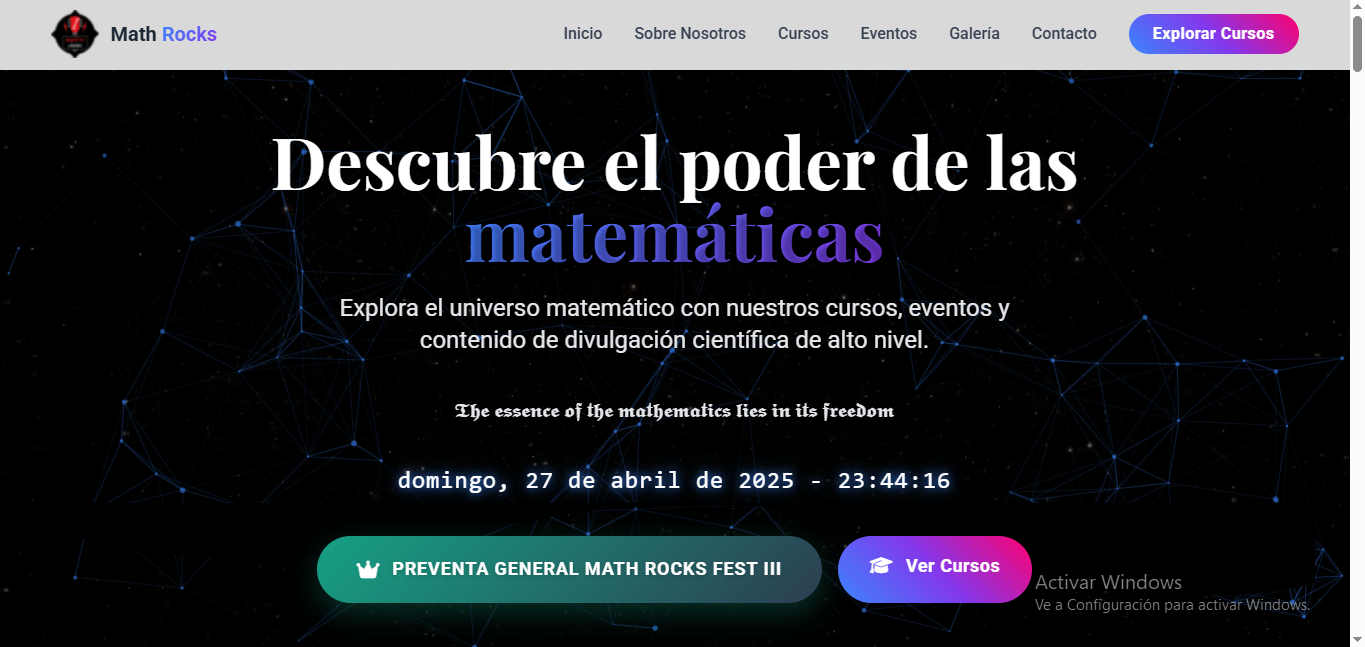 Math Rocks
Inicio
Sobre Nosotros
Cursos
Eventos
Galería
Contacto
Explorar Cursos
Descubre el poder de las
matemáticas
Explora el universo matemático con nuestros cursos, eventos y
contenido de divulgación científica de alto nivel.
The essence of the mathematics lies in its freedom
domingo, 27 de abril de 2025 - 23:44:16
PREVENTA GENERAL MATH ROCKS FEST III
Ver Cursos
Activar Windows
Ve a Configuración para activar Windows.